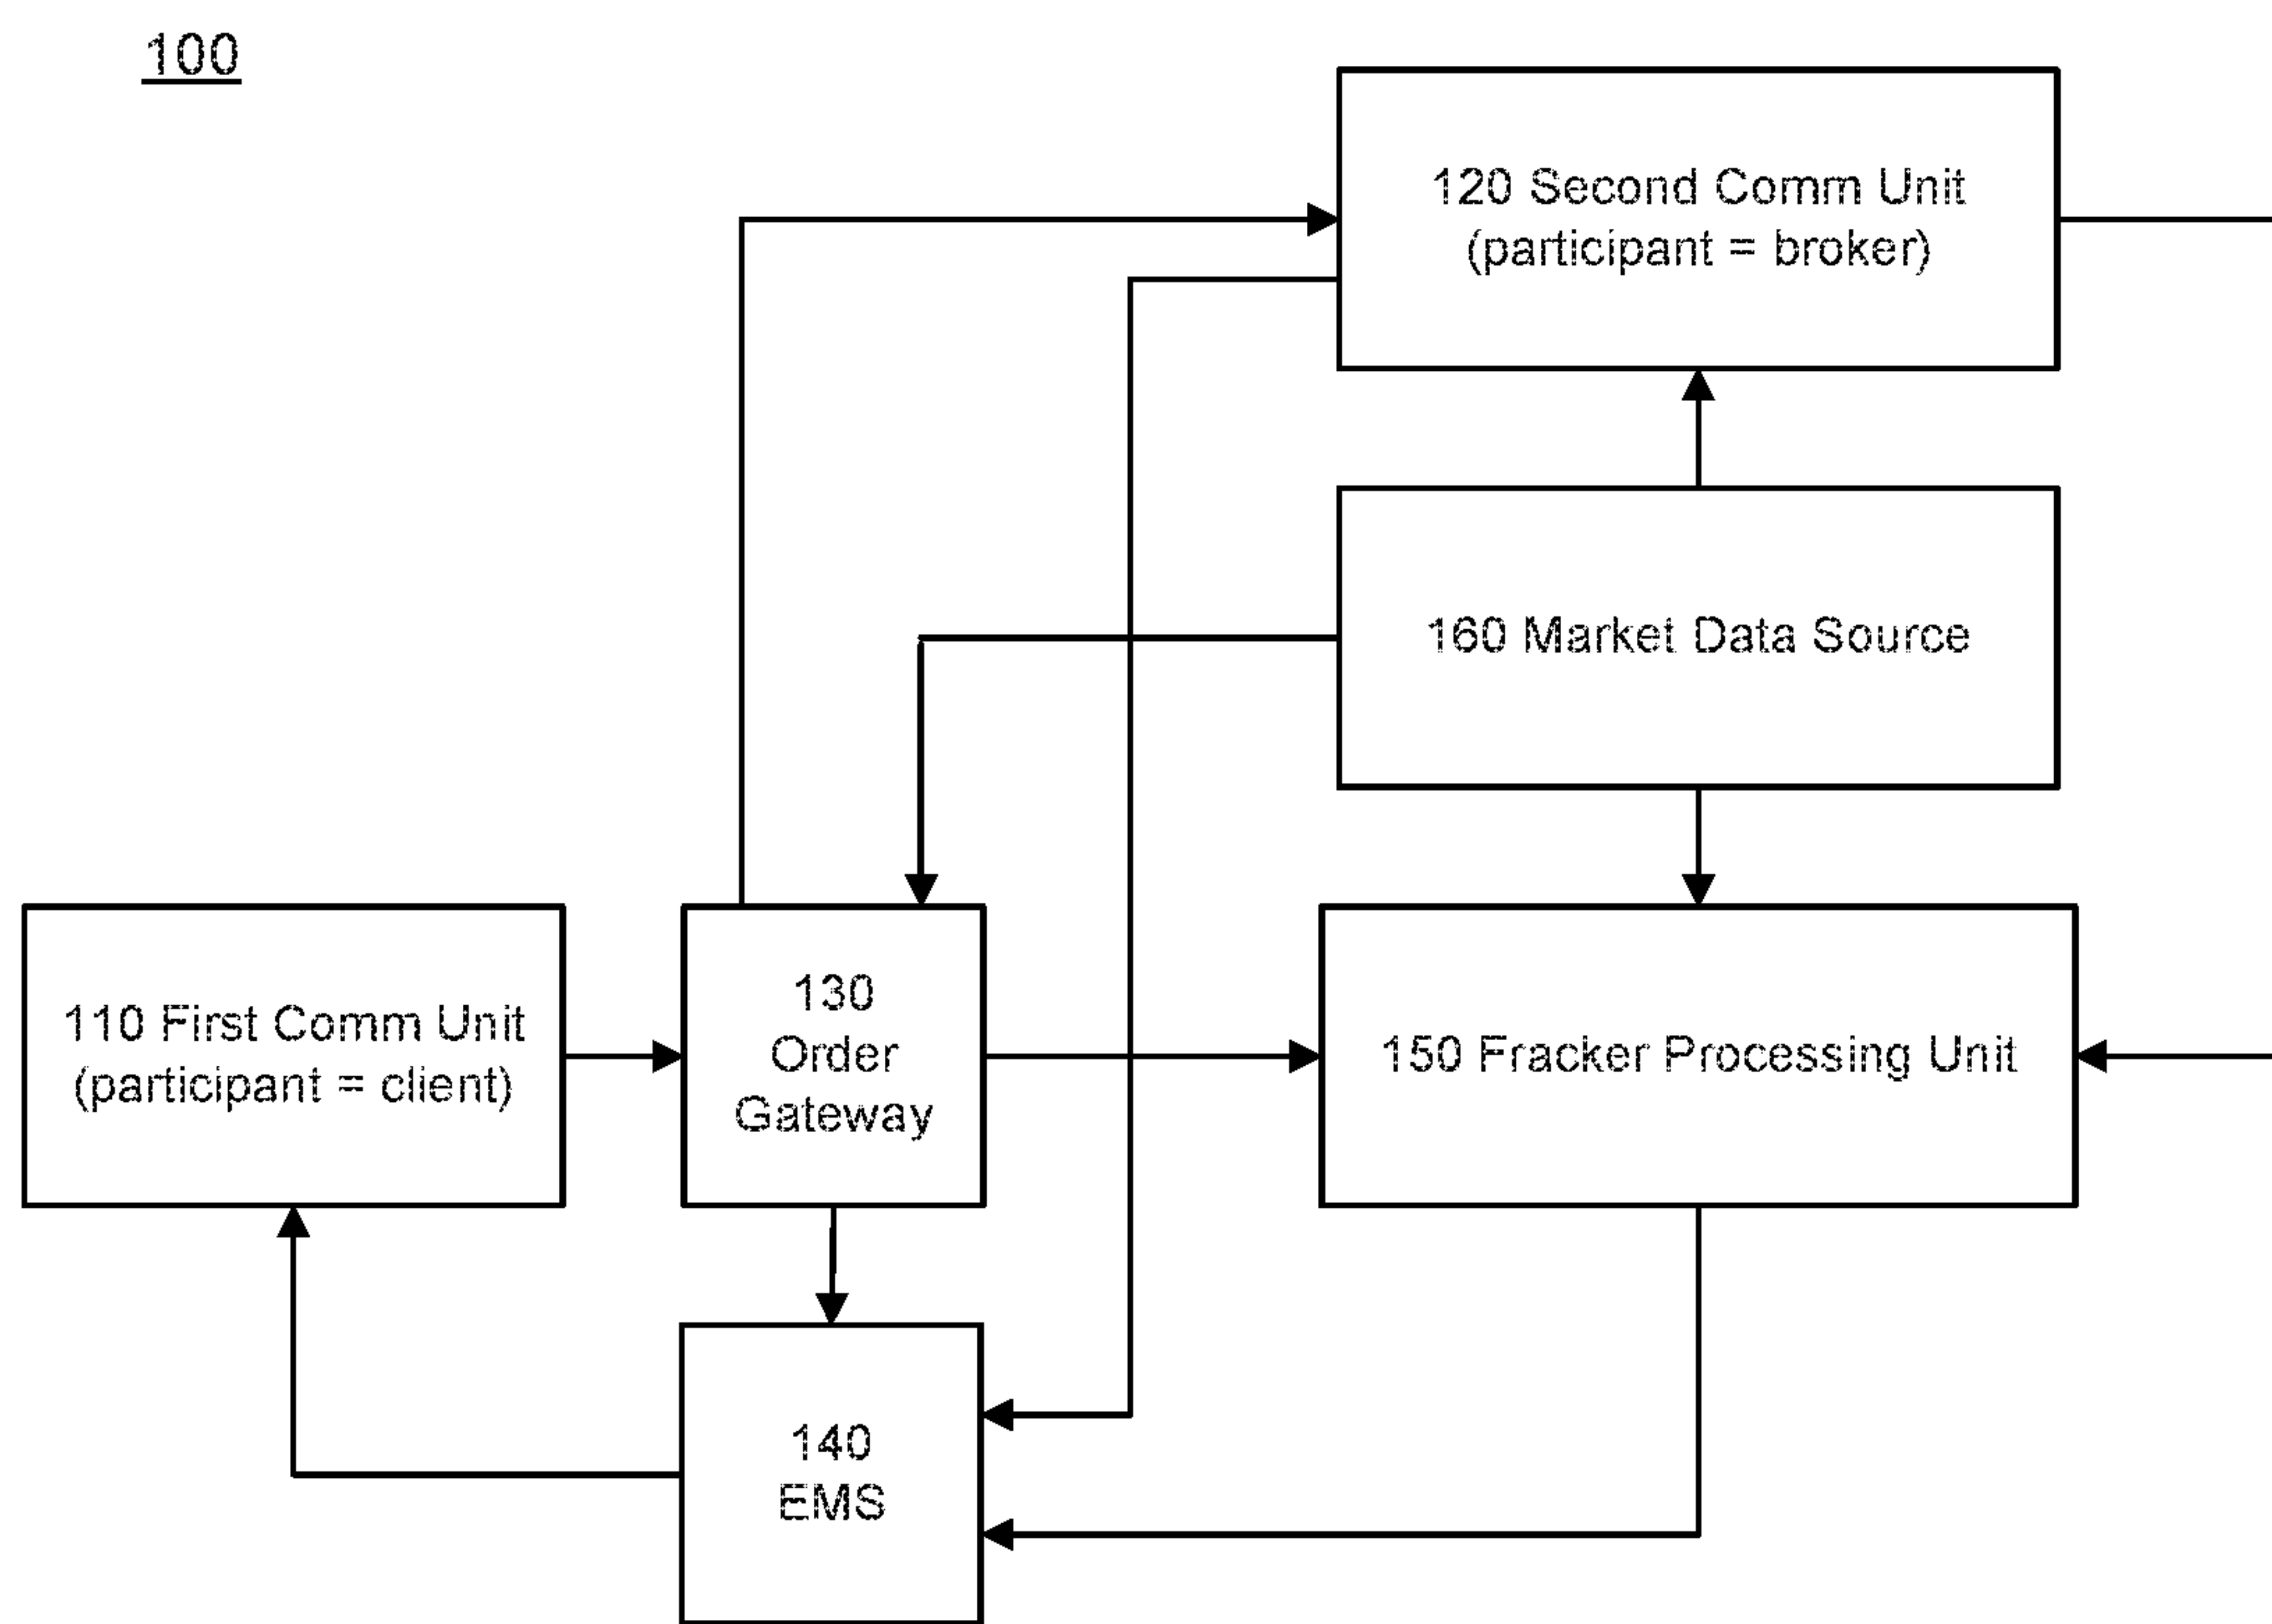 100
120 Second Comm Unit
(participant = broker)
160 Market Data Source
110 First Comm Unit
(participant = client)
130
Order
Gateway
150 Fracker Processing Unit
140
EMS